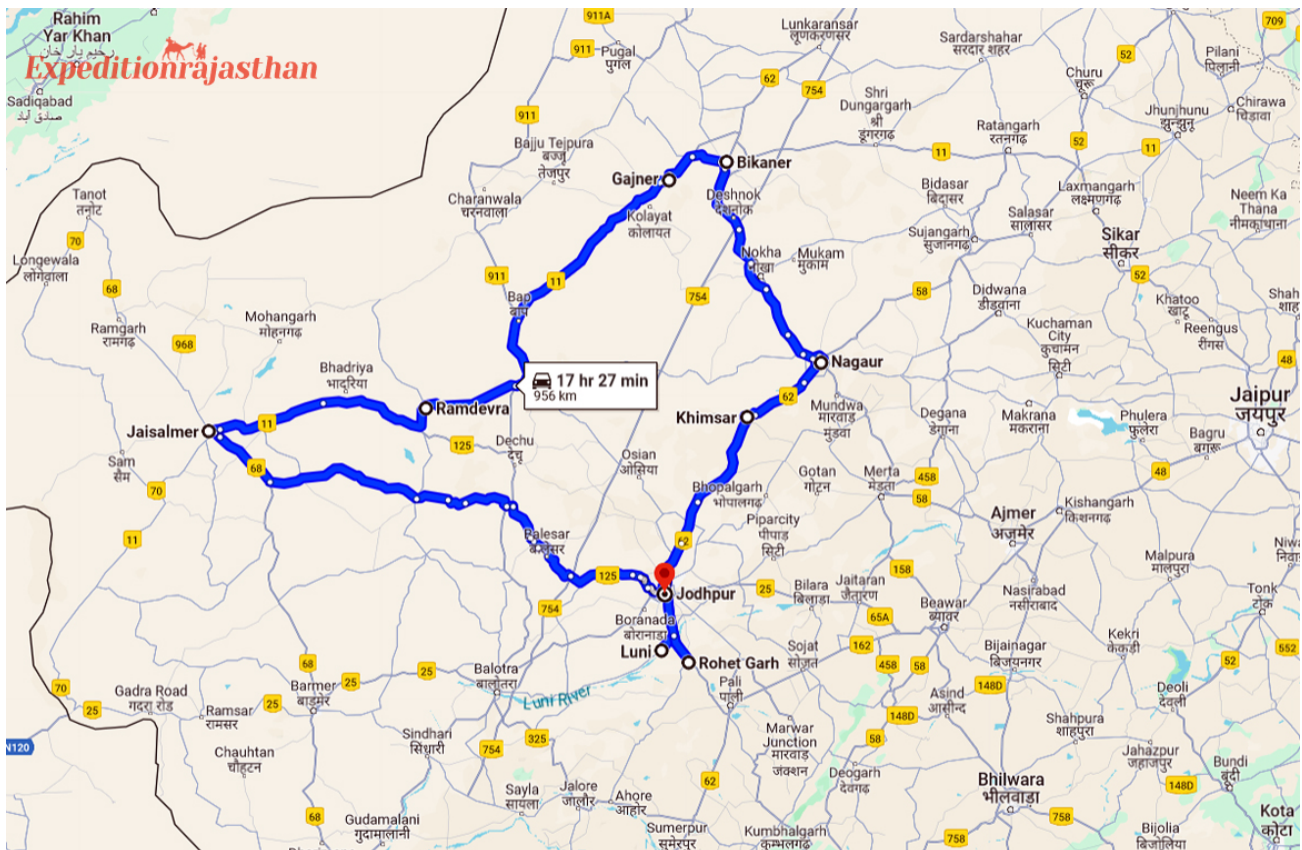 Rahim
Yar Khan
رحیم یار خان
Expeditionrajasthan
Sadiqabad
صادق آباد
911A
911
Pugal
पुगल
Lunkaransar
लूणकरणसर
Sardarshahar
सरदार शहर
709
Pilani
पिलानी
52
Churu
चूरू
62
754
Shri
Dungargarh
श्री
डूंगरगढ़
Jhunjhunu
झुन्झुनू
Chirawa
चिड़ावा
911
Bajju Tejpura
बज्जू
तेजपुर
Ratangarh
रतनगढ़
52
11
11
Bikaner
Gajner
Charanwala
चरनवाला
Deshnok
देशनोक
Kolayat
कोलायत
Bidasar
बिदासर
Laxmangarh
लक्ष्मणगढ़
Neem Ka
Thana
नीमकाथाना
Tanot
तनोट
Salasar
सालासर
Sujangarh
सुजानगढ़
Sikar
सीकर
70
Longewala
लोंगेवाला
68
Nokha
नोखा
Mukam
मुकाम
52
911
11
754
58
Didwana
डीडवाना
Khatoo
खाटू
Reengus
रींगस
Bap
बाप
Ramgarh
रामगढ़
Mohangarh
मोहनगढ़
968
Kuchaman
City
कुचामन
सिटी
48
Nagaur
Bhadriya
भादरिया
17 hr 27 min
956 km
62
Jaipur
जयपुर
Ramdevra
Khimsar
Mundwa
मारवाड़
मुंडवा
Degana
डेगाना
Makrana
मकराना
Phulera
फुलेरा
Bagru
बगरू
Jaisalmer
11
125
Dechu
देचू
Osian
ओसिया
Sam
सैम
68
70
Gotan
गोटन
Merta
मेड़ता
458
58
48
Bhopalgarh
भोपालगढ़
Kishangarh
किशनगढ़
11
Ajmer
अजमेर
Piparcity
पीपाड़
सिटी
62
Balesar
Malpura
मालपुरा
125
Jodhpur
25
158
Bilara
बिलाड़ा
Jaitaran
जैतारण
Nasirabad
नसीराबाद
Tonk
टोंक
754
65A
Beawar
ब्यावर
Boranada
बोरानाडा
Luni
Rohet Garh
Sojat
सोजत
162
458
58
Bijainagar
बिजयनगर
Kekri
केकड़ी
52
552
68
25
25
Balotra
बालोतरा
Pali
पाली
70
25
Gadra Road
गदरा रोड
25
Barmer
बाड़मेर
Ramsar
रामसर
Luni River
148D
148D
Asind
आसीन्द
Deoli
देवली
Shahpura
शाहपुरा
N120
Chauhtan
चौहटन
Sindhari
सिंधारी
325
754
Marwar
Junction
मारवाड़
जंक्शन
58
Jahazpur
जहाजपुर
Bundi
बूंदी
Deogarh
देवगढ़
148D
62
Bhilwara
भीलवाड़ा
Sayla
सायला
Jalore
जालौर
Ahore
आहोर
68
Gudamalani
गुदामालानी
Sumerpur
सुमेरपुर
Kumbhalgarh
कुम्भलगढ़
758
758
Bijolia
बिजोलिया
Kota
कोटा